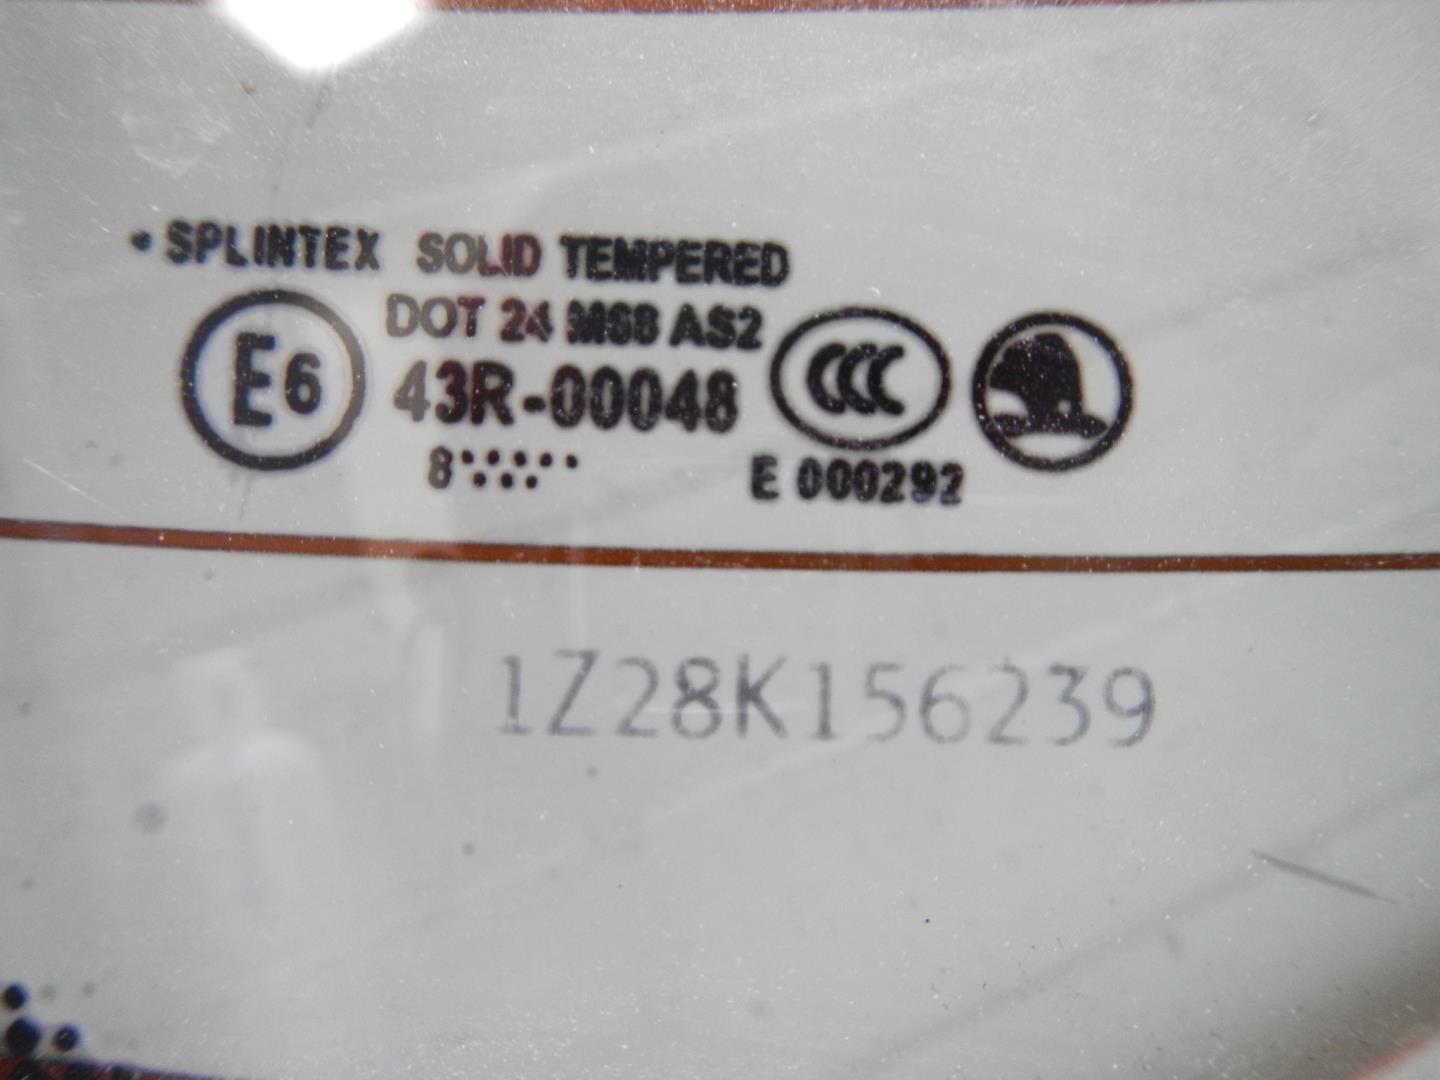 SPLINTEX SOLID TEMPERED
DOT 24 M68 AS2
E6
43R-00048
CCC
8
E 000292
1Z28K156239